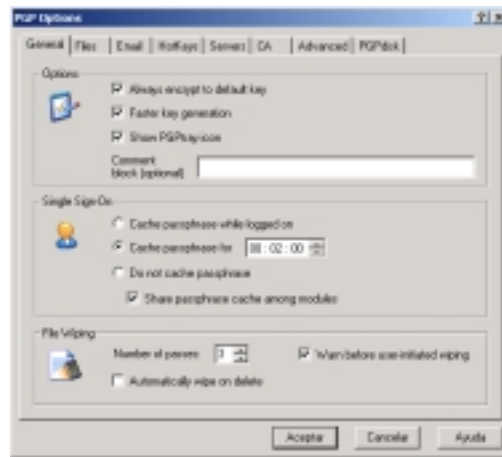 PGP Options
General Files Email HotKeys Servers CA Advanced PGPdisk
Options
Always encrypt to default key
Faster key generation
Show PGPtray icon
Comment
block (optional)
Single Sign-On
Cache passphrase while logged on
Cache passphrase for 00 : 02 : 00
Do not cache passphrase
Share passphrase cache among modules
File Wiping
Number of passes 3 Warn before user-initiated wiping
Automatically wipe on delete
Aceptar Cancelar Ayuda